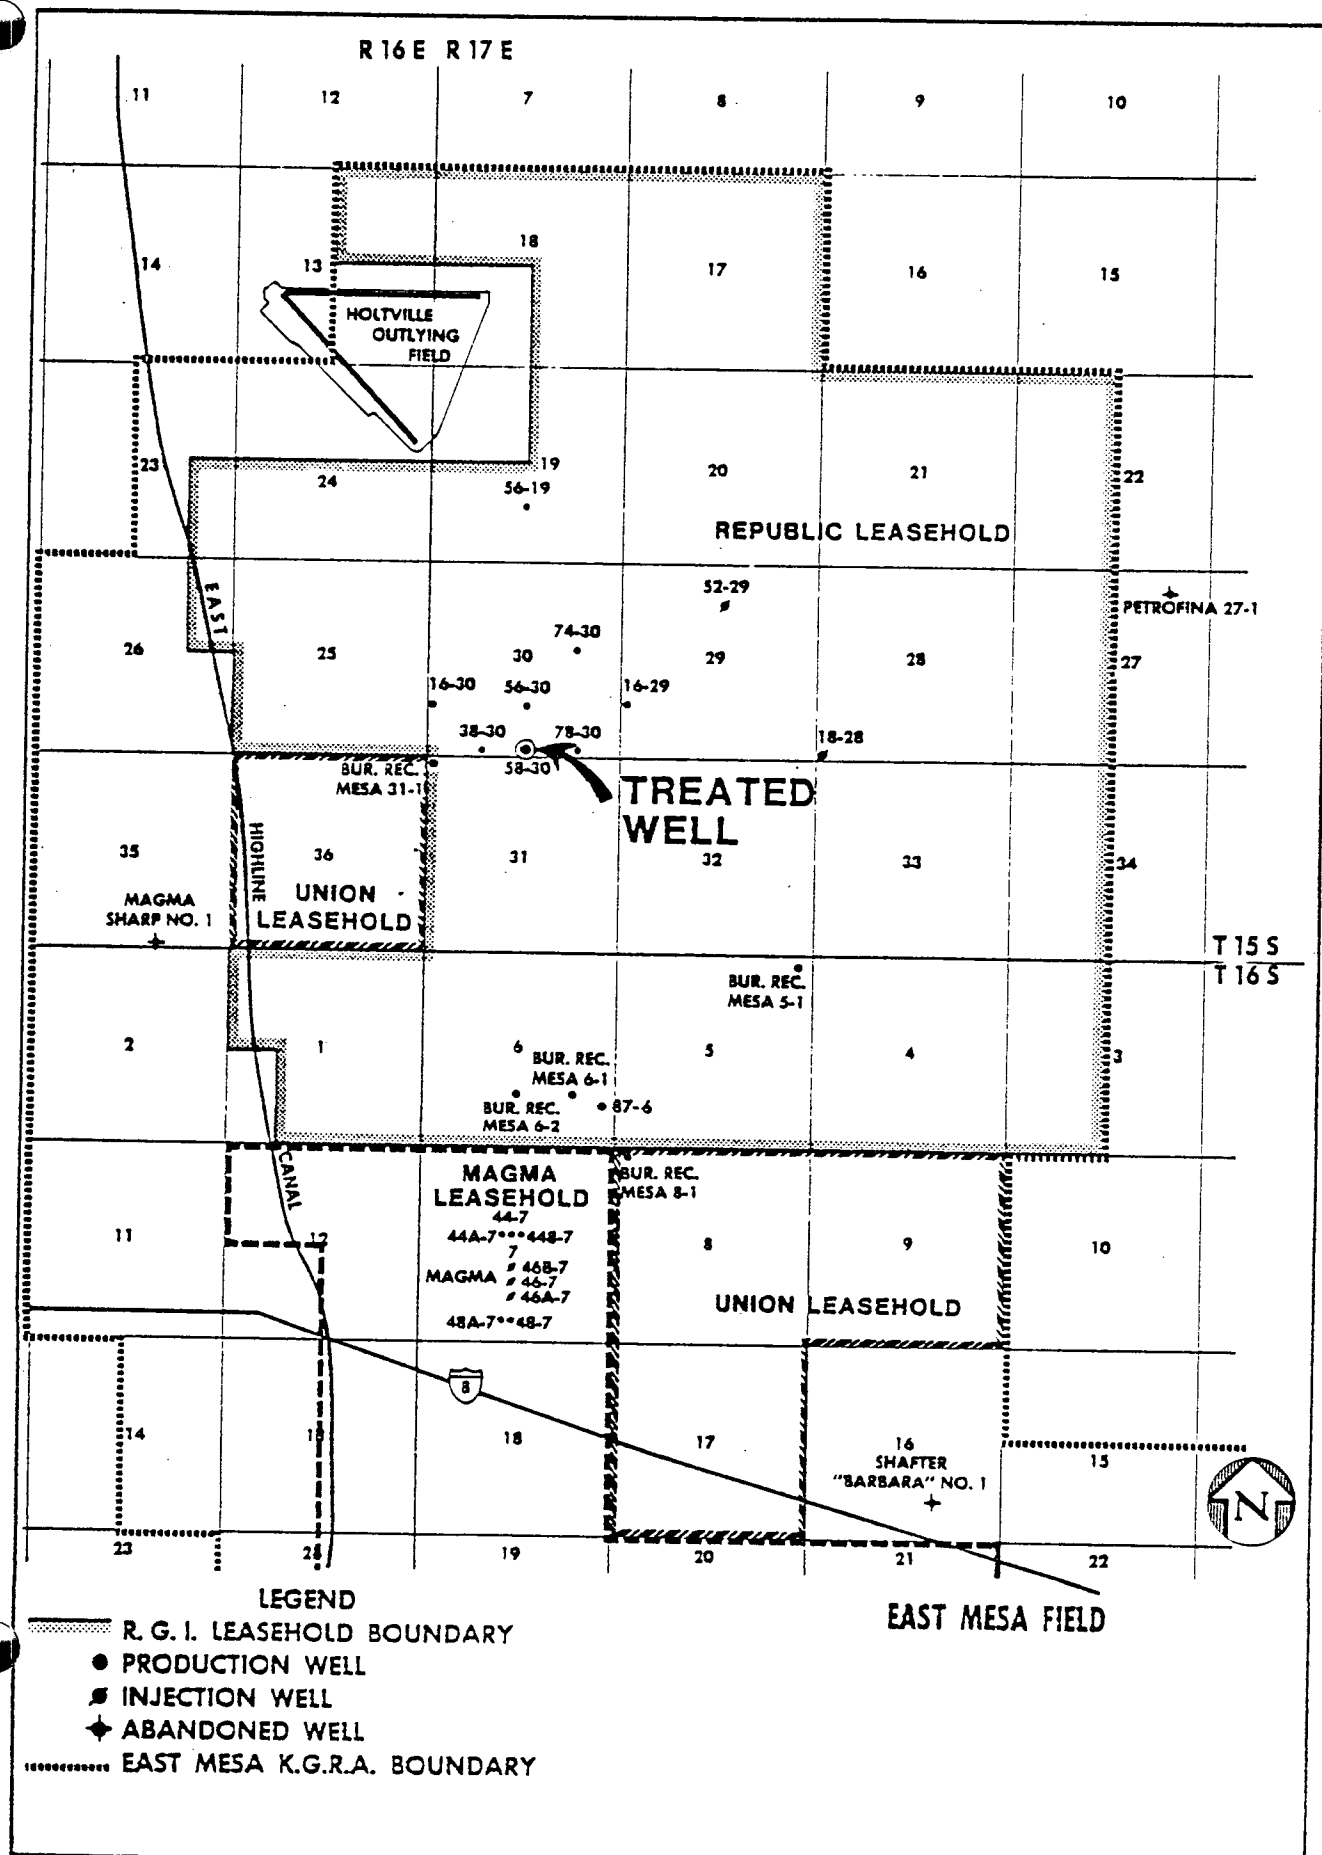 R 16 E R 17 E
11 12 7 8 9 10
14 13 18 17 16 15
HOLTVILLE
OUTLYING
FIELD
23 24 19 20 21 22
56-19
REPUBLIC LEASEHOLD
52-29
PETROFINA 27-1
EAST
74-30
26 25 30 29 28 27
16-30 56-30 16-29
38-30 78-30 18-28
58-30
BUR. REC.
MESA 31-1
TREATED
WELL
HIGHLINE
35 36 31 32 33 34
UNION
LEASEHOLD
MAGMA
SHARP NO. 1
T 15 S
T 16 S
BUR. REC.
MESA 5-1
2 1 6 5 4 3
BUR. REC.
MESA 6-1
87-6
BUR. REC.
MESA 6-2
CANAL
MAGMA
LEASEHOLD
BUR. REC.
MESA 8-1
44-7
44A-7 44B-7
11 12 7 8 9 10
MAGMA
46B-7
46-7
46A-7
48A-7 48-7
UNION LEASEHOLD
8
14 18 17 16 15
SHAFTER
"BARBARA" NO. 1
N
23 19 20 21 22
LEGEND
EAST MESA FIELD
R. G. I. LEASEHOLD BOUNDARY
PRODUCTION WELL
INJECTION WELL
ABANDONED WELL
EAST MESA K.G.R.A. BOUNDARY